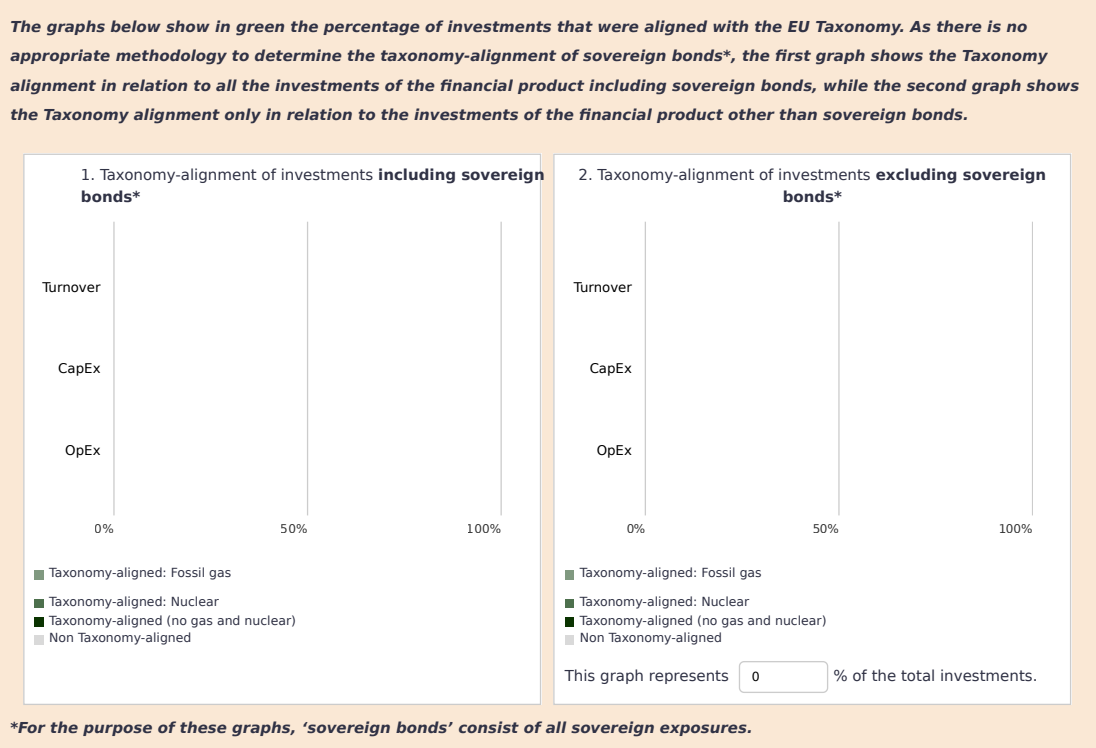 The graphs below show in green the percentage of investments that were aligned with the EU Taxonomy. As there is no
appropriate methodology to determine the taxonomy-alignment of sovereign bonds*, the first graph shows the Taxonomy
alignment in relation to all the investments of the financial product including sovereign bonds, while the second graph shows
the Taxonomy alignment only in relation to the investments of the financial product other than sovereign bonds.
1. Taxonomy-alignment of investments including sovereign
bonds*
Turnover
CapEx
OpEx
0% 50% 100%
Taxonomy-aligned: Fossil gas
Taxonomy-aligned: Nuclear
Taxonomy-aligned (no gas and nuclear)
Non Taxonomy-aligned
2. Taxonomy-alignment of investments excluding sovereign
bonds*
Turnover
CapEx
OpEx
0% 50% 100%
Taxonomy-aligned: Fossil gas
Taxonomy-aligned: Nuclear
Taxonomy-aligned (no gas and nuclear)
Non Taxonomy-aligned
This graph represents 0 % of the total investments.
*For the purpose of these graphs, ‘sovereign bonds’ consist of all sovereign exposures.